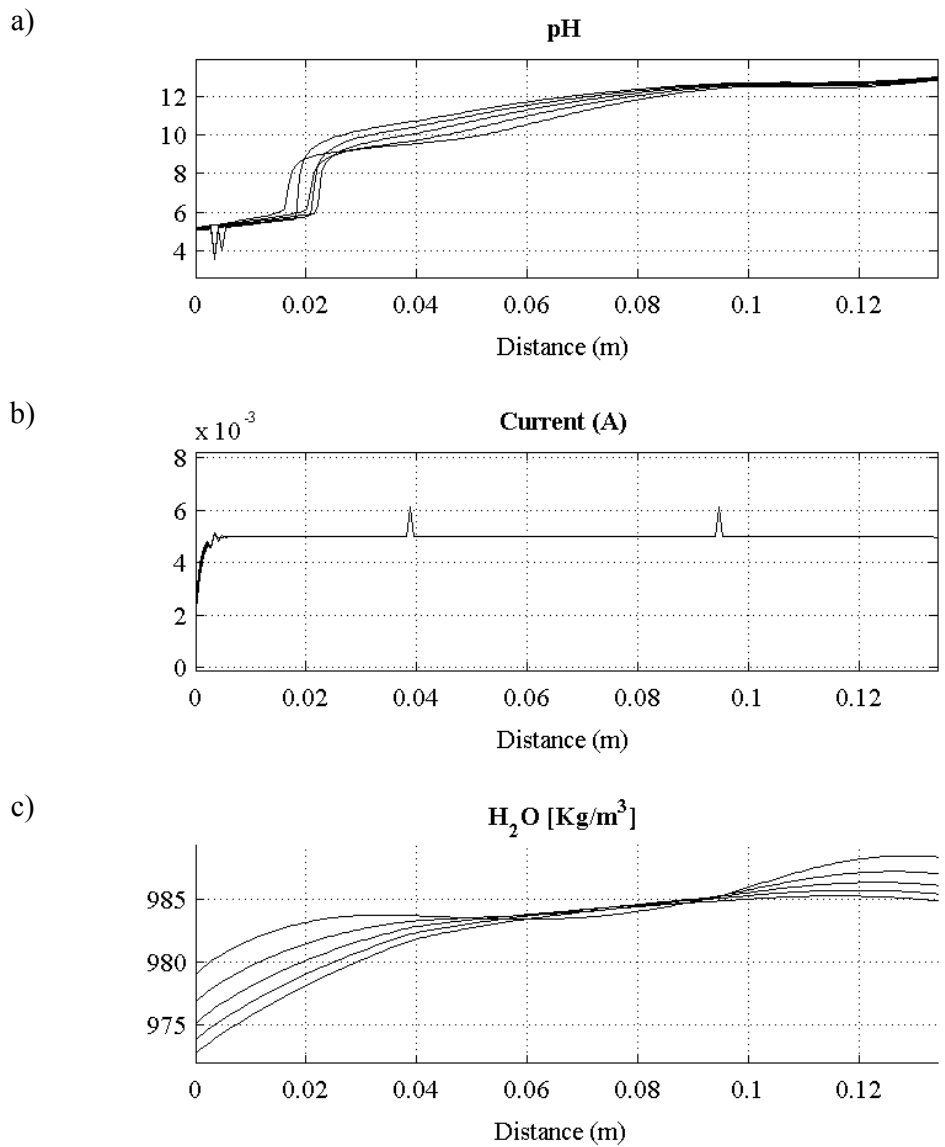 a)
pH
12
10
8
6
4
0 0.02 0.04 0.06 0.08 0.1 0.12
Distance (m)
b)
x 10^-3
Current (A)
8
6
4
2
0
0 0.02 0.04 0.06 0.08 0.1 0.12
Distance (m)
c)
H₂O [Kg/m³]
985
980
975
0 0.02 0.04 0.06 0.08 0.1 0.12
Distance (m)